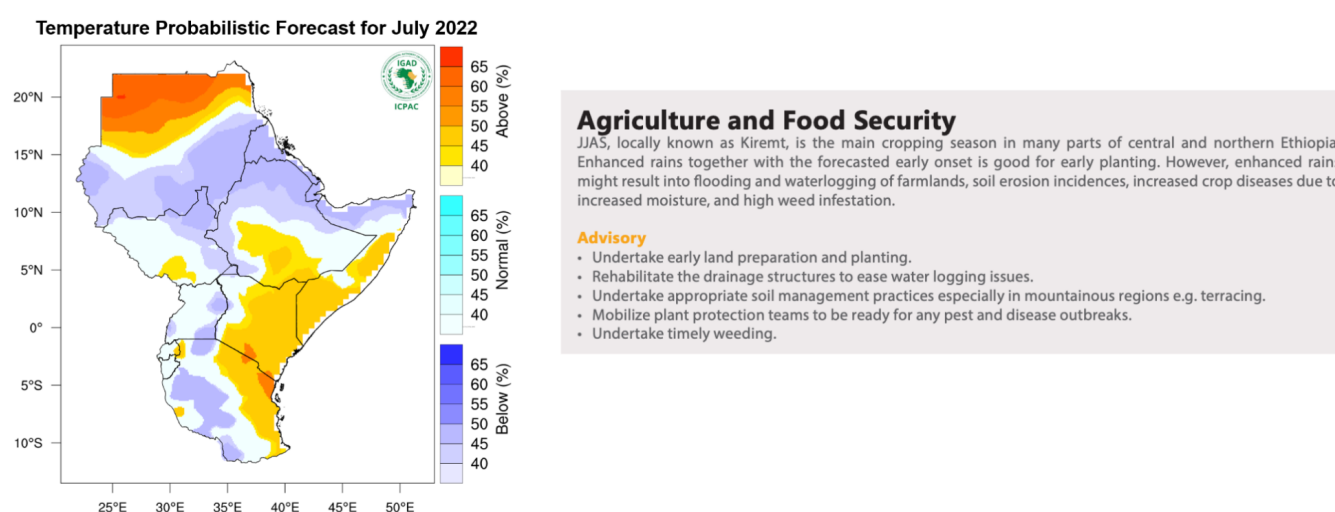 Temperature Probabilistic Forecast for July 2022
IGAD
ICPAC
20°N
15°N
10°N
5°N
0°
5°S
10°S
25°E 30°E 35°E 40°E 45°E 50°E
65
60
55
50
45
40
Above (%)
65
60
55
50
45
40
Normal (%)
65
60
55
50
45
40
Below (%)
Agriculture and Food Security
JJAS, locally known as Kiremt, is the main cropping season in many parts of central and northern Ethiopia
Enhanced rains together with the forecasted early onset is good for early planting. However, enhanced rain
might result into flooding and waterlogging of farmlands, soil erosion incidences, increased crop diseases due to
increased moisture, and high weed infestation.
Advisory
• Undertake early land preparation and planting.
• Rehabilitate the drainage structures to ease water logging issues.
• Undertake appropriate soil management practices especially in mountainous regions e.g. terracing.
• Mobilize plant protection teams to be ready for any pest and disease outbreaks.
• Undertake timely weeding.